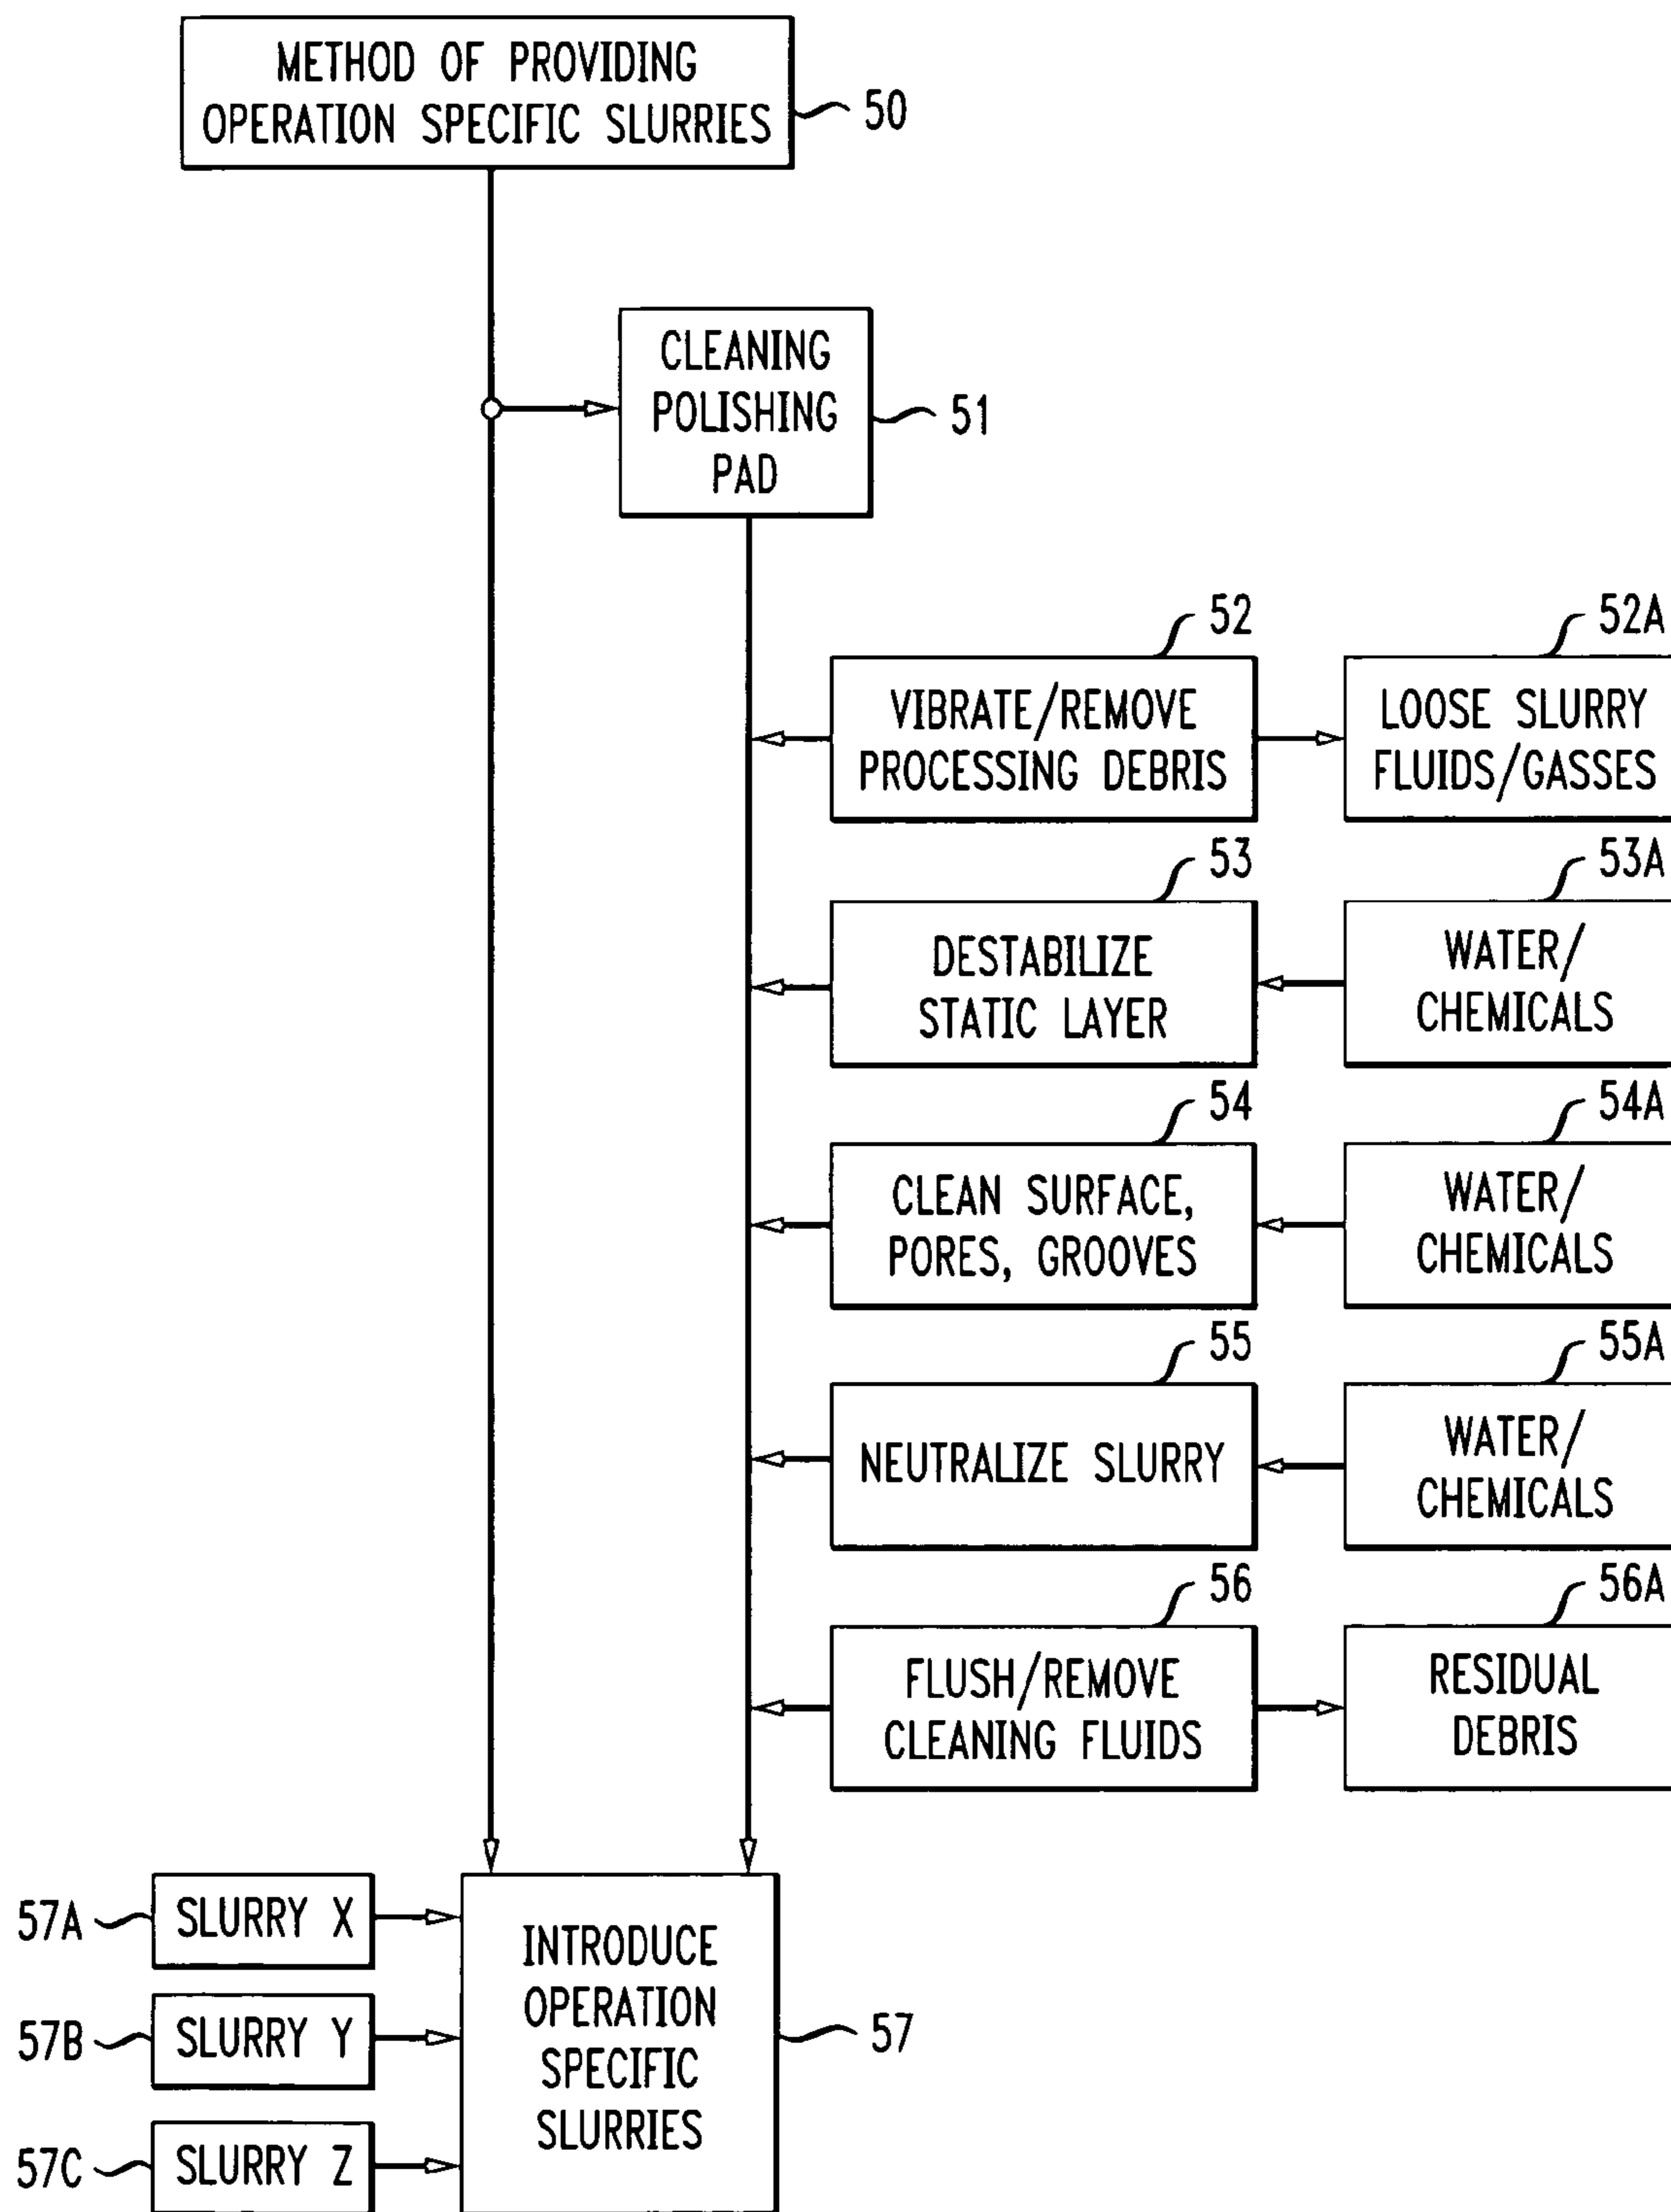 METHOD OF PROVIDING
OPERATION SPECIFIC SLURRIES
50
CLEANING
POLISHING
PAD
51
52
VIBRATE/REMOVE
PROCESSING DEBRIS
52A
LOOSE SLURRY
FLUIDS/GASSES
53
DESTABILIZE
STATIC LAYER
53A
WATER/
CHEMICALS
54
CLEAN SURFACE,
PORES, GROOVES
54A
WATER/
CHEMICALS
55
NEUTRALIZE SLURRY
55A
WATER/
CHEMICALS
56
FLUSH/REMOVE
CLEANING FLUIDS
56A
RESIDUAL
DEBRIS
57A
SLURRY X
57B
SLURRY Y
57C
SLURRY Z
INTRODUCE
OPERATION
SPECIFIC
SLURRIES
57